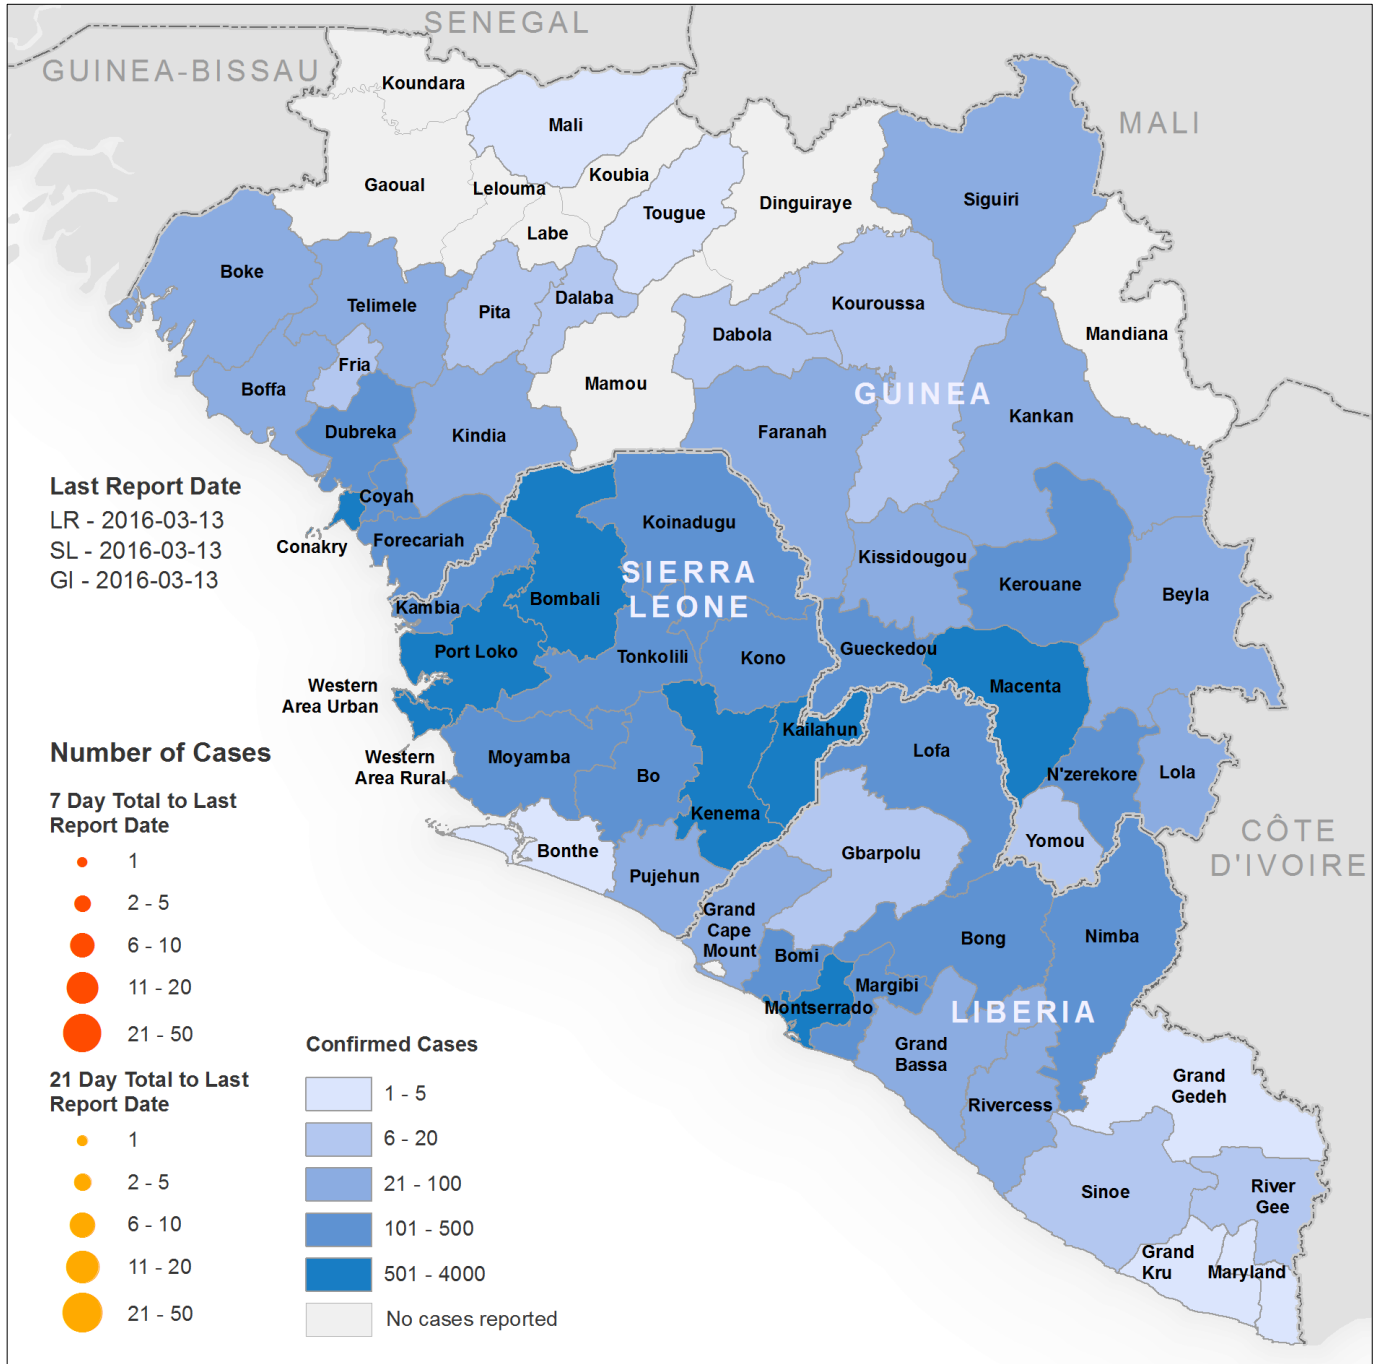 SENEGAL
GUINEA-BISSAU
MALI
Koundara
Mali
Gaoual
Lelouma
Koubia
Labe
Tougue
Dinguiraye
Siguiri
Boke
Telimele
Pita
Dalaba
Dabola
Kouroussa
Mandiana
Fria
Boffa
Mamou
GUINEA
Dubreka
Kindia
Faranah
Kankan
Last Report Date
LR - 2016-03-13
SL - 2016-03-13
GI - 2016-03-13
Coyah
Conakry
Forecariah
Koinadugu
Kissidougou
SIERRA
LEONE
Kerouane
Beyla
Kambia
Bombali
Port Loko
Tonkolili
Kono
Gueckedou
Macenta
Western
Area Urban
Kailahun
Lofa
Western
Area Rural
Moyamba
Bo
Kenema
N'zerekore
Lola
Bonthe
Pujehun
Gbarpolu
Yomou
CÔTE
D'IVOIRE
Grand
Cape
Mount
Bomi
Bong
Nimba
Margibi
Montserrado
LIBERIA
Grand
Bassa
Rivercess
Grand
Gedeh
Sinoe
River
Gee
Grand
Kru
Maryland
Number of Cases
7 Day Total to Last
Report Date
1
2 - 5
6 - 10
11 - 20
21 - 50
21 Day Total to Last
Report Date
1
2 - 5
6 - 10
11 - 20
21 - 50
Confirmed Cases
1 - 5
6 - 20
21 - 100
101 - 500
501 - 4000
No cases reported